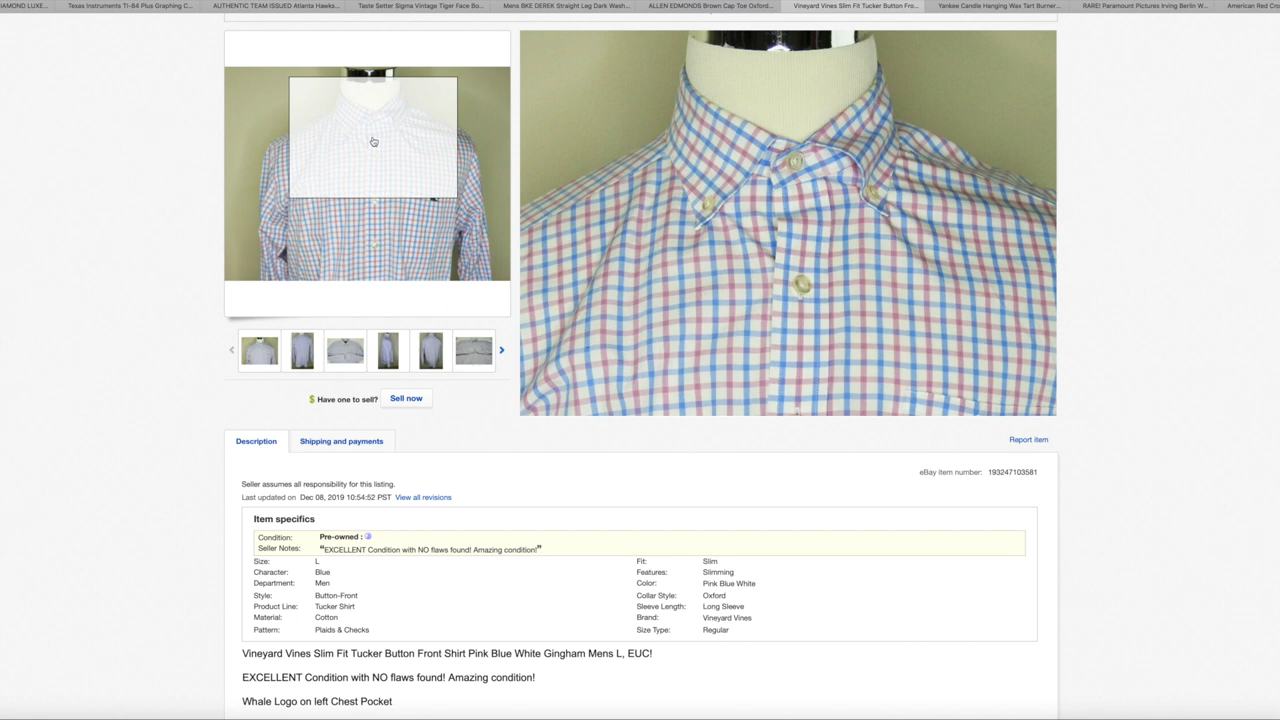 AMOND LUXE...
Texas Instruments TI-84 Plus Graphing C...
AUTHENTIC TEAM ISSUED Atlanta Hawks...
Taste Setter Sigma Vintage Tiger Face Bo...
Mens BKE DEREK Straight Leg Dark Wash...
ALLEN EDMONDS Brown Cap Toe Oxford...
Vineyard Vines Slim Fit Tucker Button Fro...
Yankee Candle Hanging Wax Tart Burner...
RARE! Paramount Pictures Irving Berlin W...
American Red Cro
$ Have one to sell? Sell now
Description
Shipping and payments
Report item
eBay item number: 193247103581
Seller assumes all responsibility for this listing.
Last updated on Dec 08, 2019 10:54:52 PST View all revisions
Item specifics
Condition: Pre-owned :
Seller Notes: “EXCELLENT Condition with NO flaws found! Amazing condition!”
Size: L Fit: Slim
Character: Blue Features: Slimming
Department: Men Color: Pink Blue White
Style: Button-Front Collar Style: Oxford
Product Line: Tucker Shirt Sleeve Length: Long Sleeve
Material: Cotton Brand: Vineyard Vines
Pattern: Plaids & Checks Size Type: Regular
Vineyard Vines Slim Fit Tucker Button Front Shirt Pink Blue White Gingham Mens L, EUC!
EXCELLENT Condition with NO flaws found! Amazing condition!
Whale Logo on left Chest Pocket